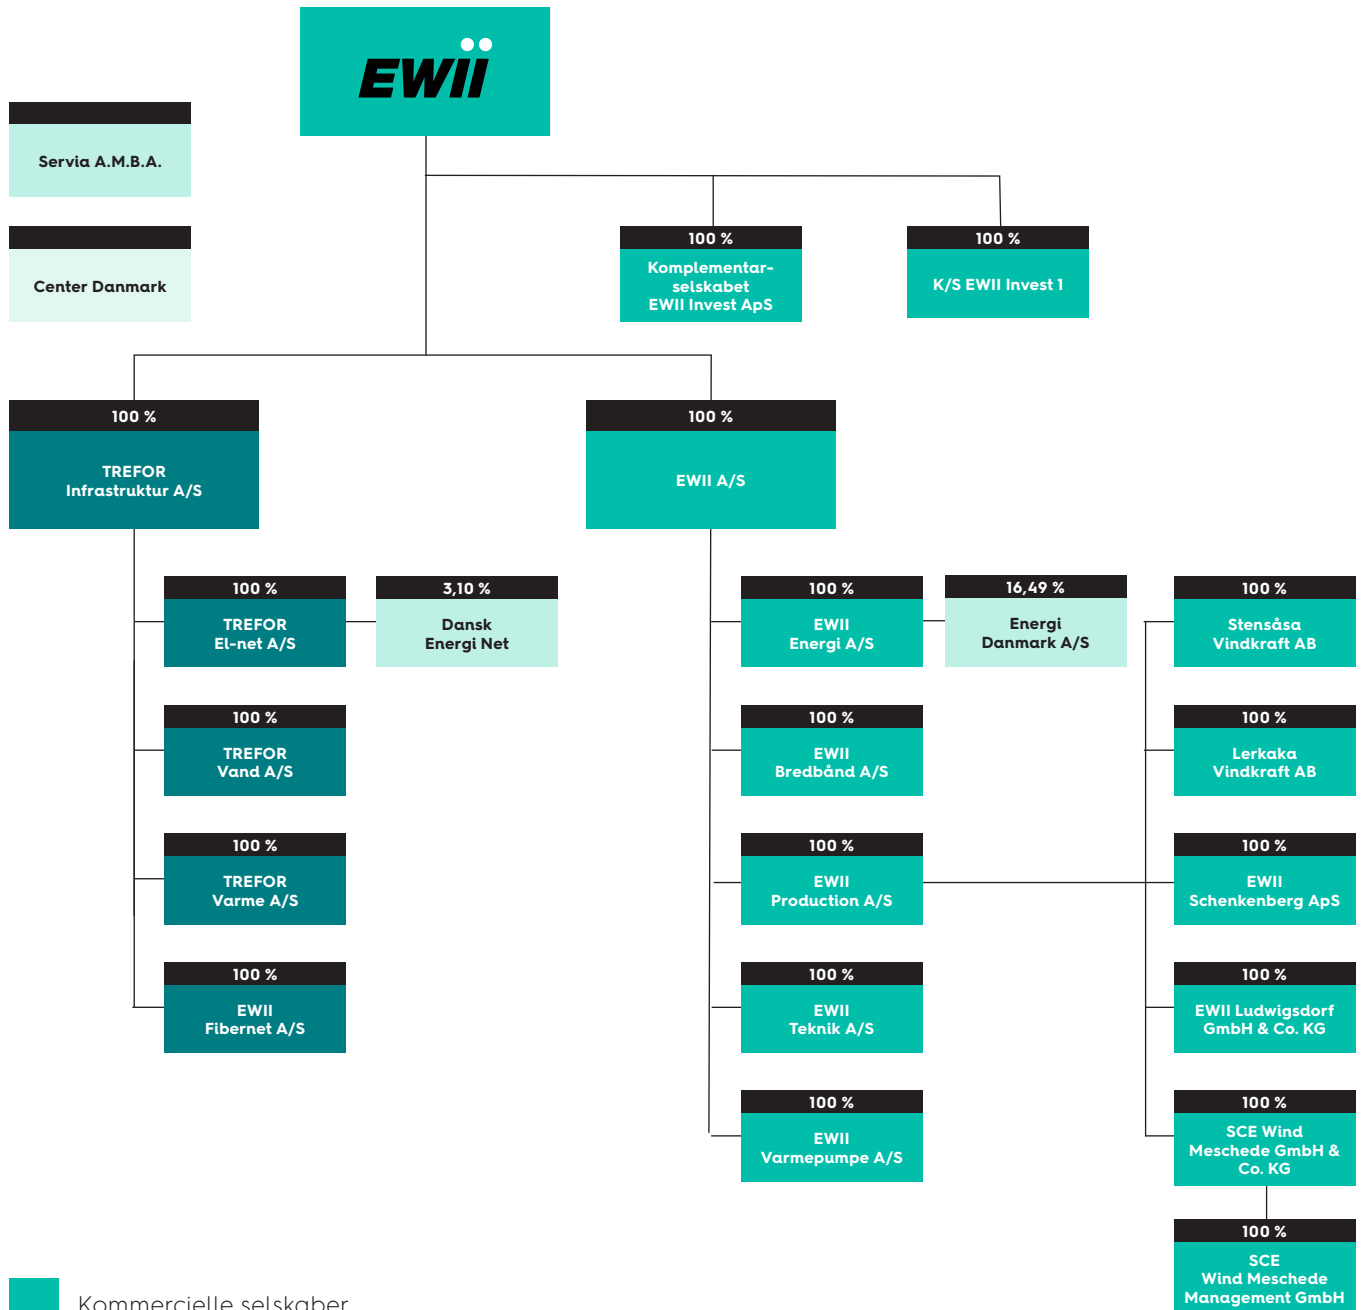 EWII
Servia A.M.B.A.
Center Danmark
100 %
Komplementar-
selskabet
EWII Invest ApS
100 %
K/S EWII Invest 1
100 %
TREFOR
Infrastruktur A/S
100 %
EWII A/S
100 %
TREFOR
El-net A/S
3,10 %
Dansk
Energi Net
100 %
EWII
Energi A/S
16,49 %
Energi
Danmark A/S
100 %
Stensåsa
Vindkraft AB
100 %
TREFOR
Vand A/S
100 %
EWII
Bredbånd A/S
100 %
Lerkaka
Vindkraft AB
100 %
TREFOR
Varme A/S
100 %
EWII
Production A/S
100 %
EWII
Schenkenberg ApS
100 %
EWII
Fibernet A/S
100 %
EWII
Teknik A/S
100 %
EWII Ludwigsdorf
GmbH & Co. KG
100 %
EWII
Varmepumpe A/S
100 %
SCE Wind
Meschede GmbH &
Co. KG
100 %
SCE
Wind Meschede
Management GmbH
Kommercielle selskaber